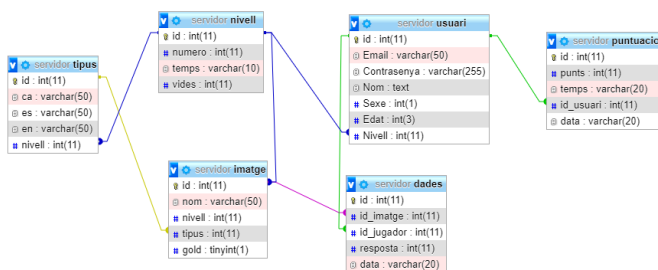 servidor tipus
id : int(11)
ca : varchar(50)
es : varchar(50)
en : varchar(50)
nivell : int(11)
servidor nivell
id : int(11)
numero : int(11)
temps : varchar(10)
vides : int(11)
servidor imatge
id : int(11)
nom : varchar(50)
nivell : int(11)
tipus : int(11)
gold : tinyint(1)
servidor usuari
id : int(11)
Email : varchar(50)
Contrasenya : varchar(255)
Nom : text
Sexe : int(1)
Edat : int(3)
Nivell : int(11)
servidor dades
id : int(11)
id_imatge : int(11)
id_jugador : int(11)
resposta : int(11)
data : varchar(20)
servidor puntuacio
id : int(11)
punts : int(11)
temps : varchar(20)
id_usuari : int(11)
data : varchar(20)